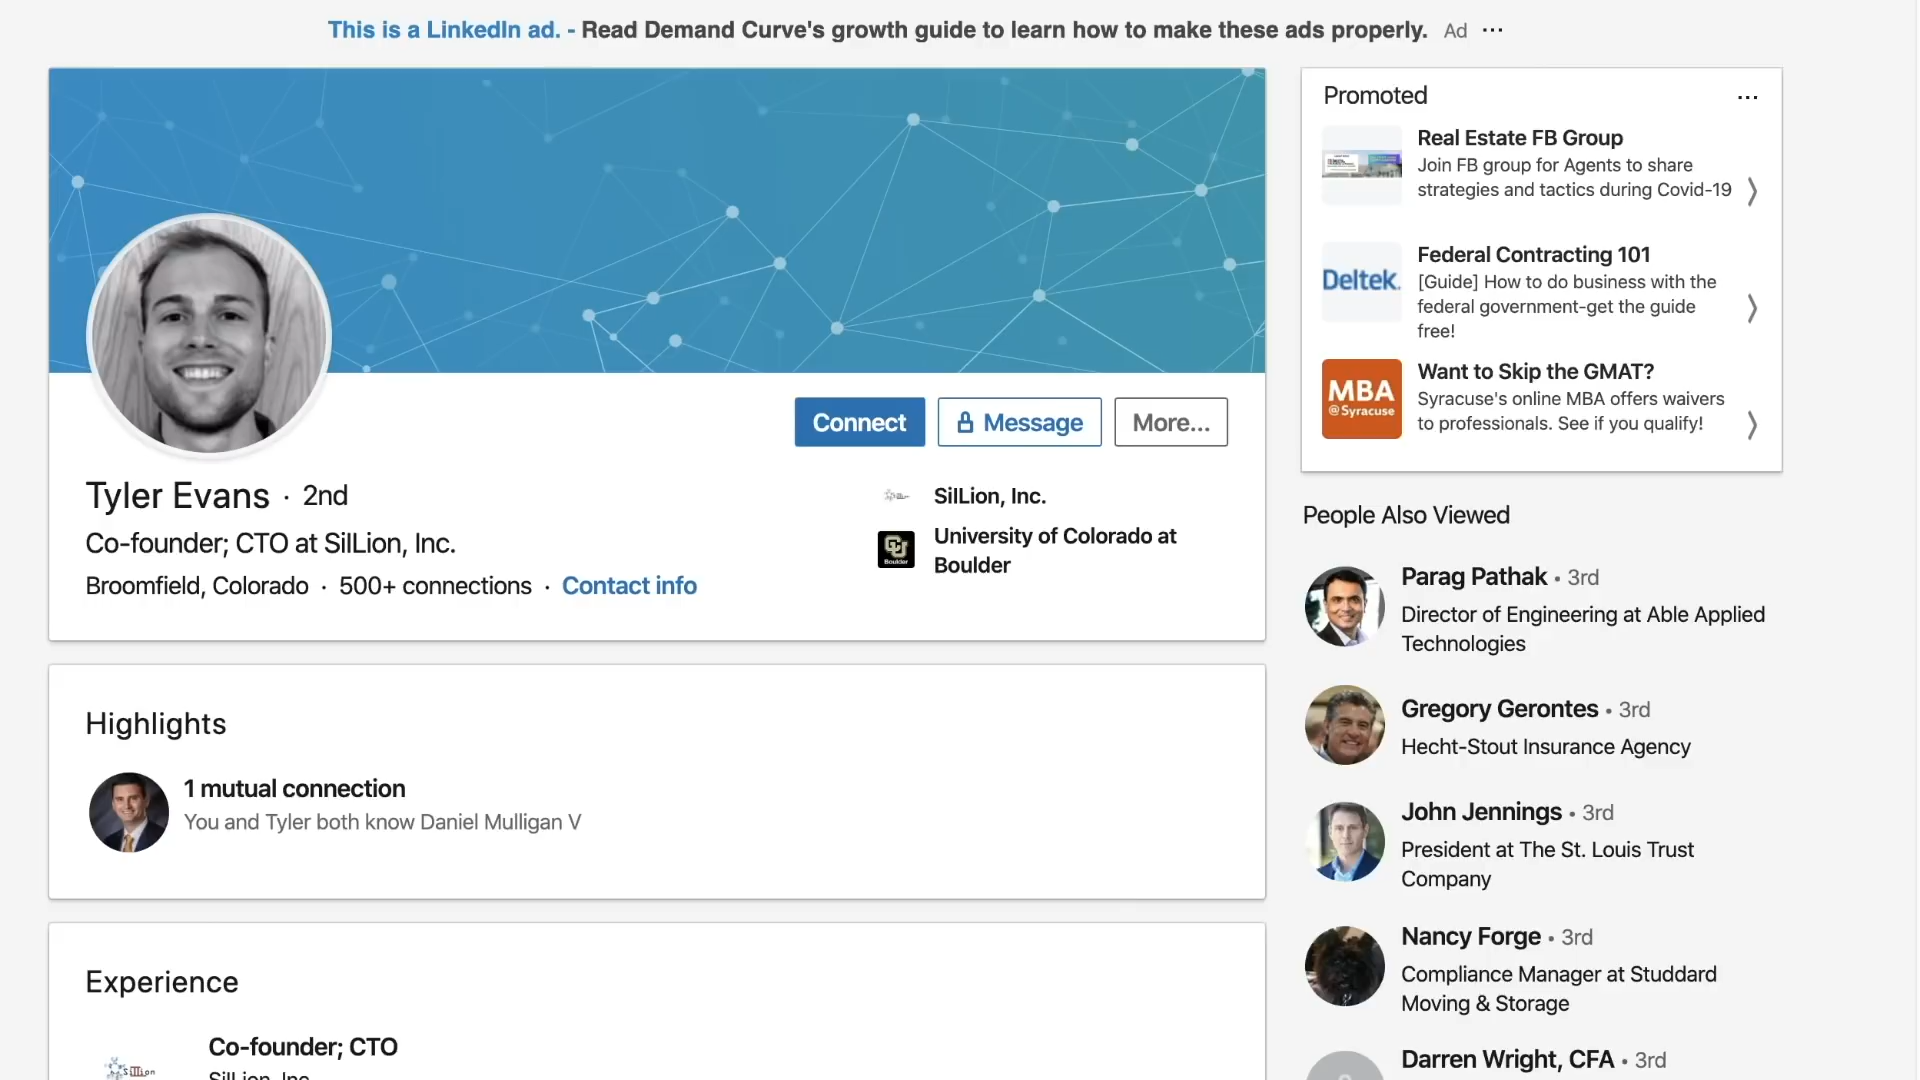 This is a LinkedIn ad. - Read Demand Curve's growth guide to learn how to make these ads properly. Ad ...
Connect
Message
More...
Tyler Evans · 2nd
Co-founder; CTO at SilLion, Inc.
Broomfield, Colorado · 500+ connections · Contact info
SilLion, Inc.
Boulder
University of Colorado at
Boulder
Highlights
1 mutual connection
You and Tyler both know Daniel Mulligan V
Experience
Co-founder; CTO
SilLion
SilLion, Inc.
Promoted
...
Real Estate FB Group
Join FB group for Agents to share
strategies and tactics during Covid-19
Deltek.
Federal Contracting 101
[Guide] How to do business with the
federal government-get the guide
free!
MBA
@Syracuse
Want to Skip the GMAT?
Syracuse's online MBA offers waivers
to professionals. See if you qualify!
People Also Viewed
Parag Pathak • 3rd
Director of Engineering at Able Applied
Technologies
Gregory Gerontes • 3rd
Hecht-Stout Insurance Agency
John Jennings • 3rd
President at The St. Louis Trust
Company
Nancy Forge • 3rd
Compliance Manager at Studdard
Moving & Storage
Darren Wright, CFA • 3rd